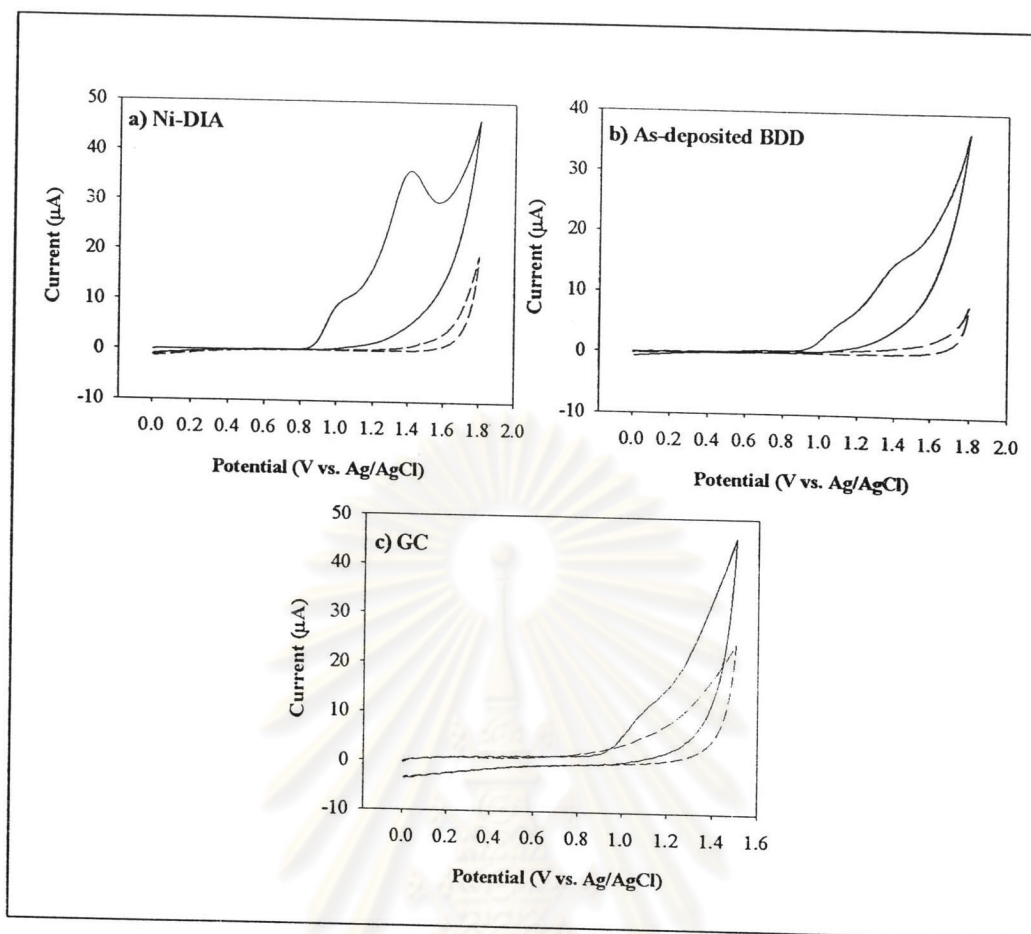 a) Ni-DIA
Current (µA)
50
40
30
20
10
0
-10
0.0 0.2 0.4 0.6 0.8 1.0 1.2 1.4 1.6 1.8 2.0
Potential (V vs. Ag/AgCl)
b) As-deposited BDD
Current (µA)
40
30
20
10
0
-10
0.0 0.2 0.4 0.6 0.8 1.0 1.2 1.4 1.6 1.8 2.0
Potential (V vs. Ag/AgCl)
c) GC
Current (µA)
50
40
30
20
10
0
-10
0.0 0.2 0.4 0.6 0.8 1.0 1.2 1.4 1.6
Potential (V vs. Ag/AgCl)